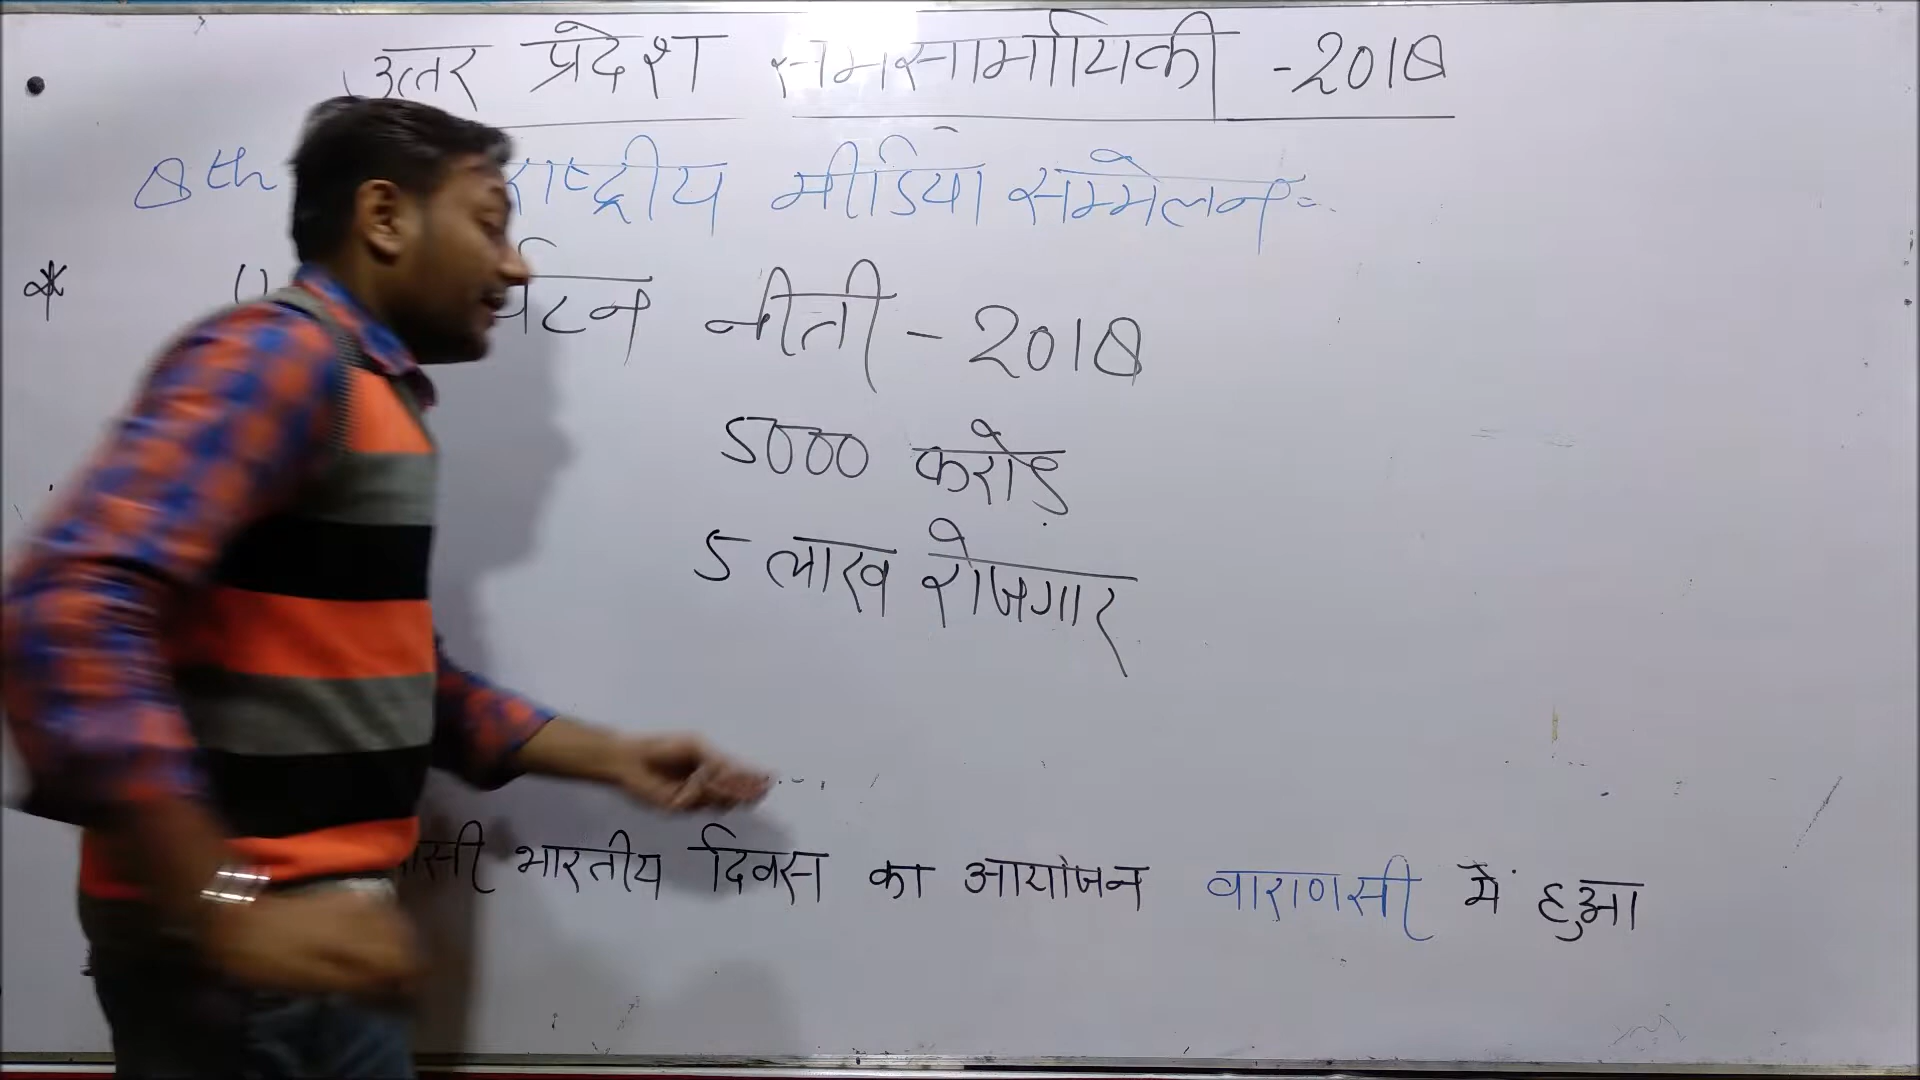 उत्तर प्रदेश समसामायिकी -2018
8th राष्ट्रीय मीडिया सम्मेलन
* नीती - 2018
5000 करोड़
5 लाख रोजगार
भारतीय दिवस का आयोजन वाराणसी में हुआ